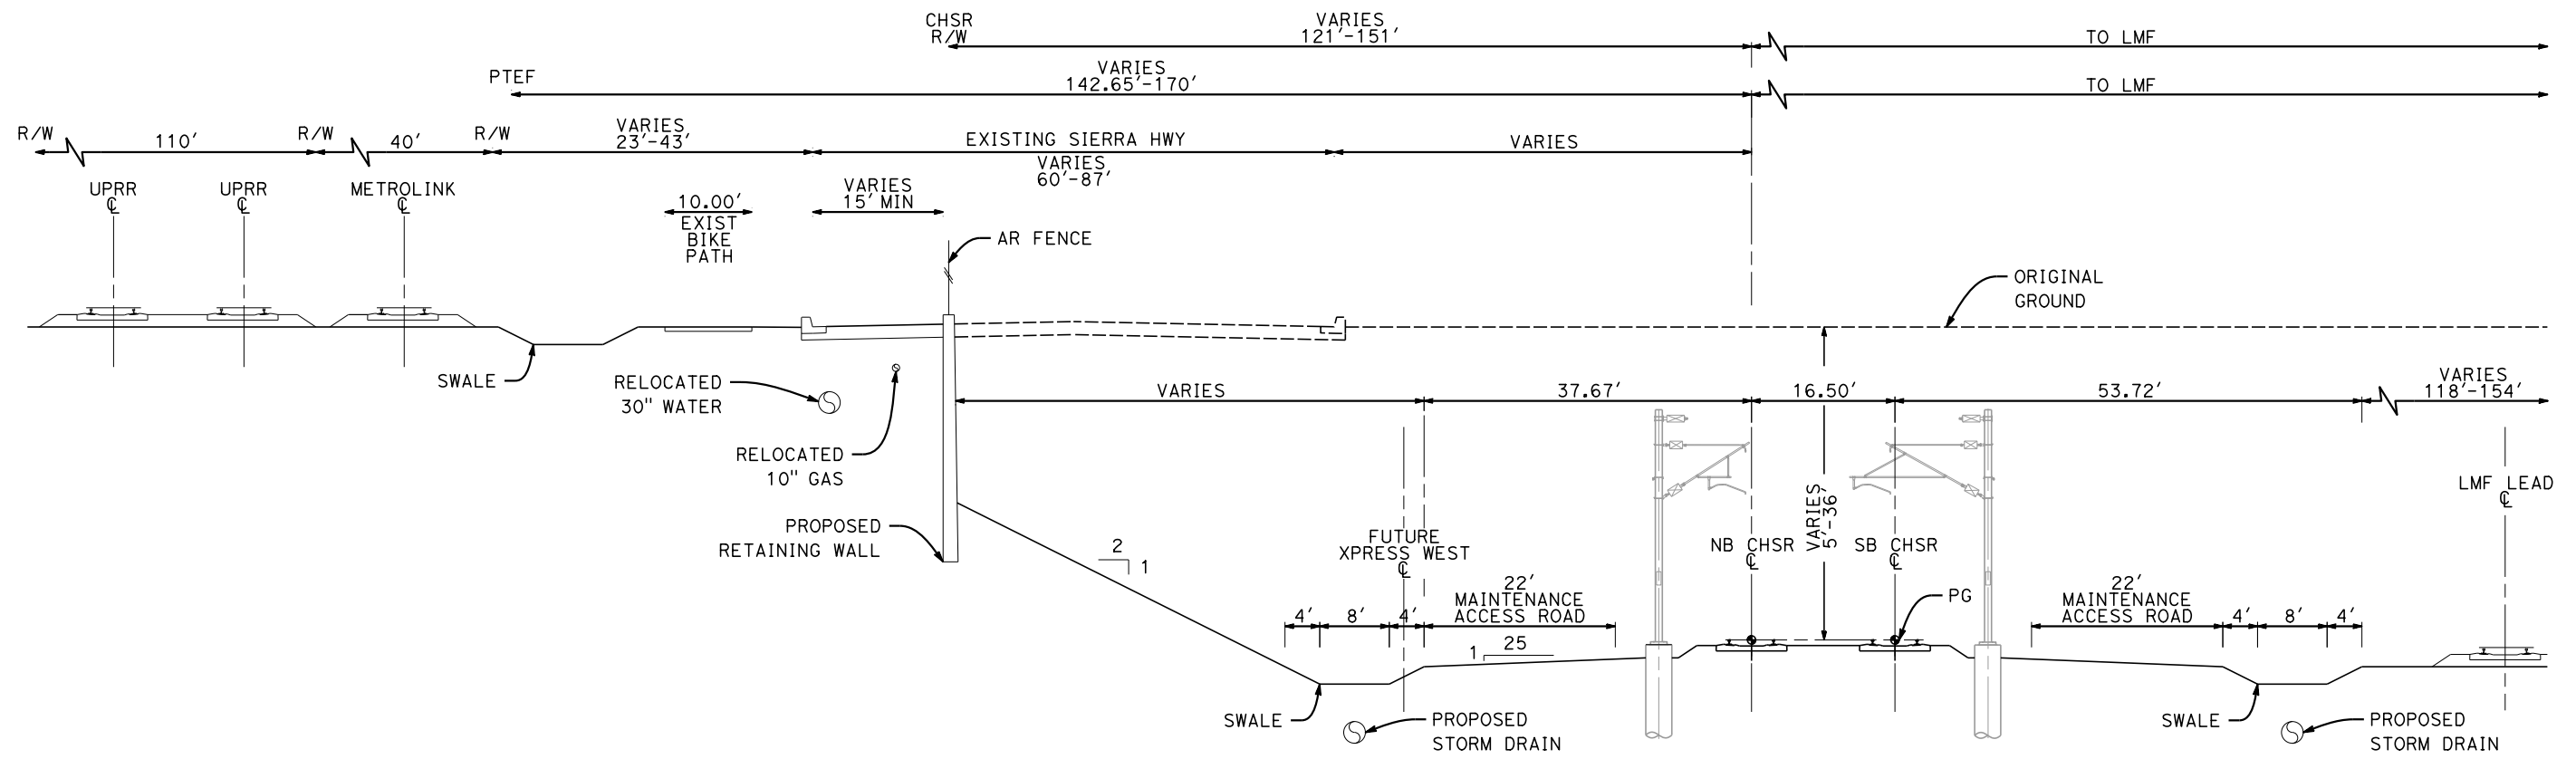 CHSR
R/W
VARIES
121'-151'
TO LMF
PTEF
VARIES
142.65'-170'
TO LMF
R/W
110'
R/W
40'
R/W
VARIES
23'-43'
EXISTING SIERRA HWY
VARIES
60'-87'
VARIES
UPRR
℄
UPRR
℄
METROLINK
℄
10.00'
EXIST
BIKE
PATH
VARIES
15' MIN
AR FENCE
ORIGINAL
GROUND
SWALE
RELOCATED
30" WATER
RELOCATED
10" GAS
PROPOSED
RETAINING WALL
VARIES
37.67'
16.50'
53.72'
VARIES
118'-154'
VARIES
5'-36'
2
1
FUTURE
XPRESS WEST
℄
NB CHSR
℄
SB CHSR
℄
LMF LEAD
℄
PG
4'
8'
4'
22'
MAINTENANCE
ACCESS ROAD
1
25
22'
MAINTENANCE
ACCESS ROAD
4'
8'
4'
SWALE
PROPOSED
STORM DRAIN
SWALE
PROPOSED
STORM DRAIN